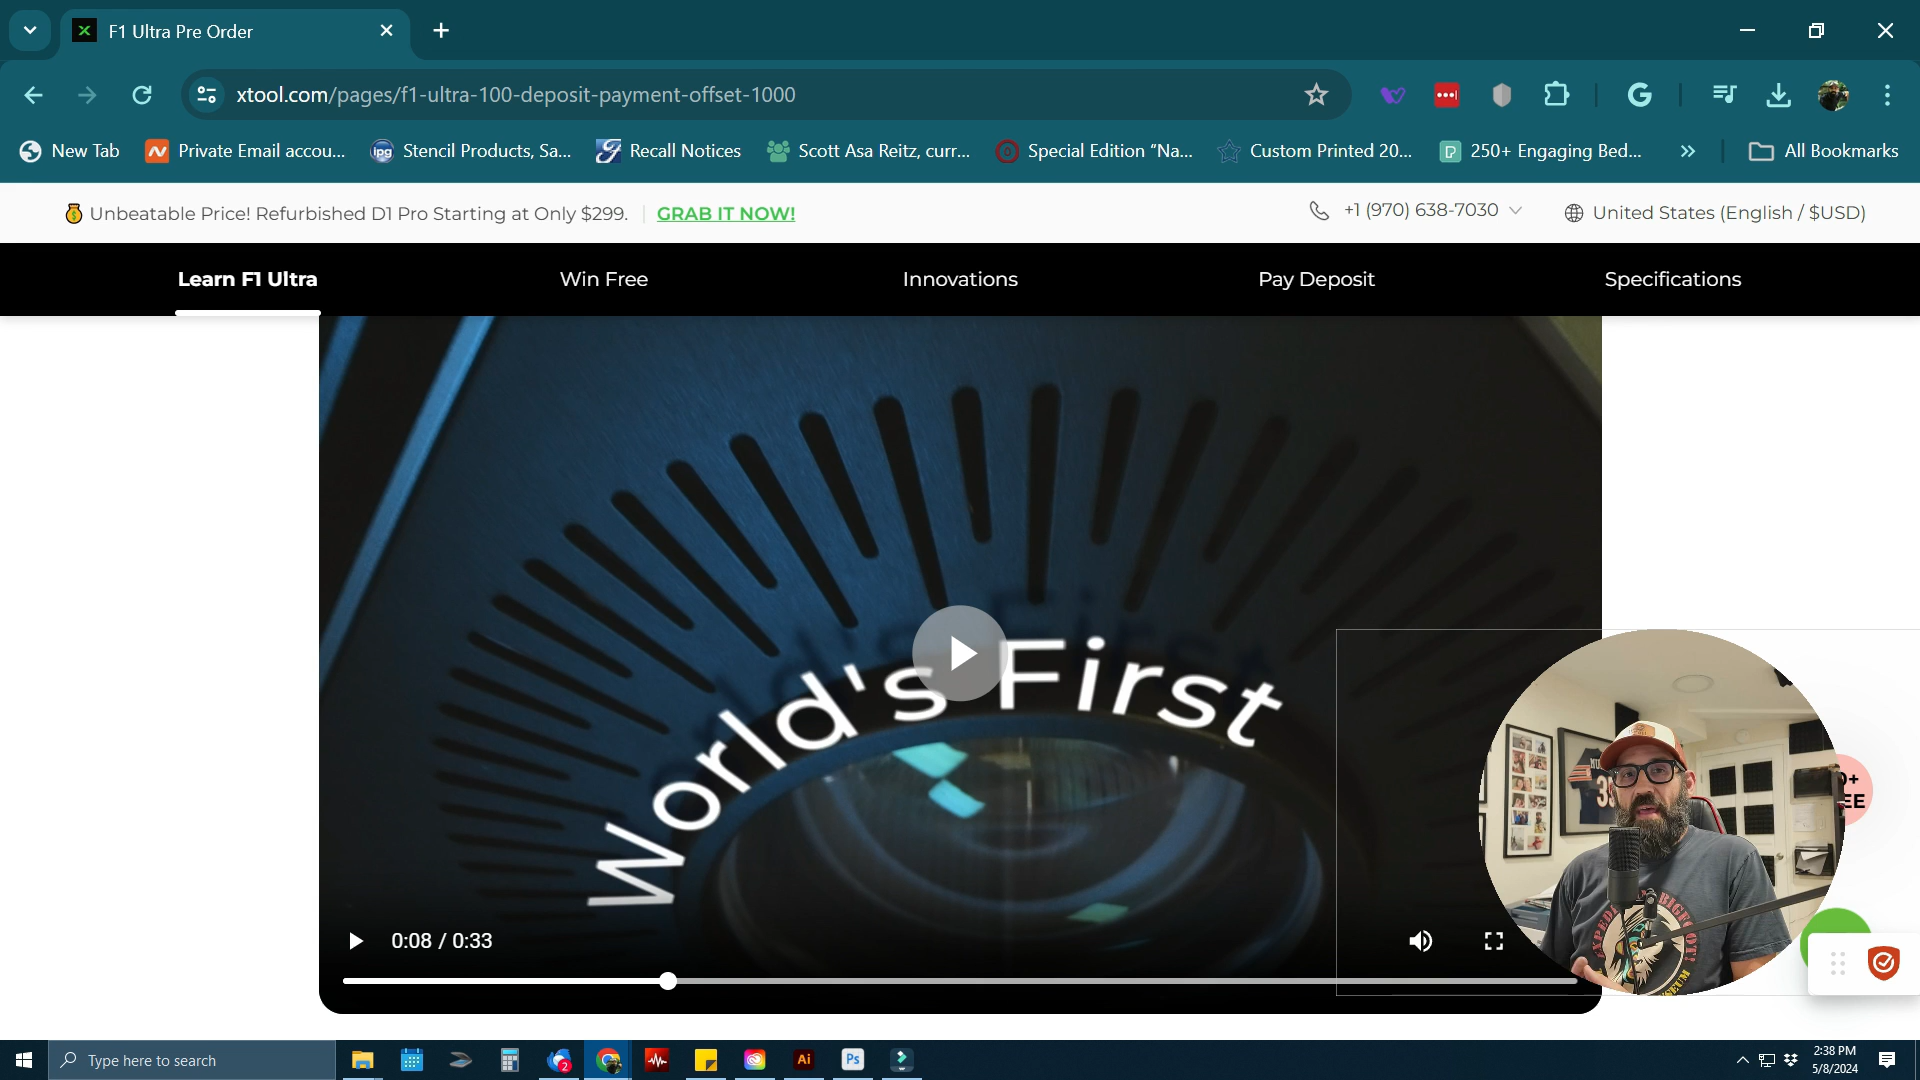 F1 Ultra Pre Order
xtool.com/pages/f1-ultra-100-deposit-payment-offset-1000
New Tab
Private Email accou...
Stencil Products, Sa...
Recall Notices
Scott Asa Reitz, curr...
Special Edition “Na...
Custom Printed 20...
250+ Engaging Bed...
All Bookmarks
Unbeatable Price! Refurbished D1 Pro Starting at Only $299.
GRAB IT NOW!
+1 (970) 638-7030
United States (English / $USD)
Learn F1 Ultra
Win Free
Innovations
Pay Deposit
Specifications
World's First
0:08 / 0:33
Type here to search
2
Ai
Ps
2:38 PM
5/8/2024